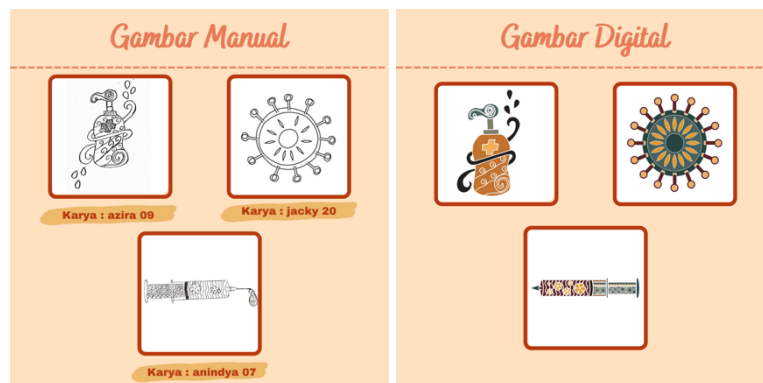 Gambar Manual
Karya : azira 09
Karya : jacky 20
Karya : anindya 07
Gambar Digital